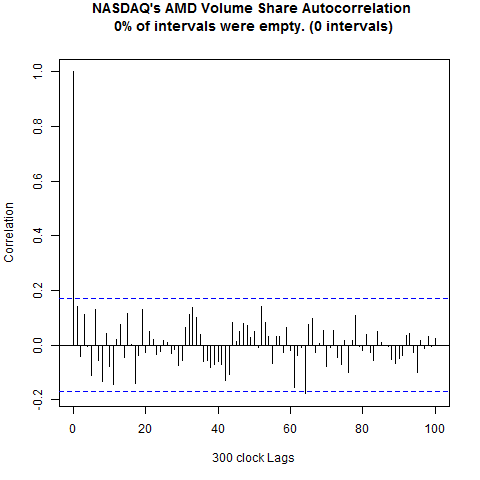 NASDAQ's AMD Volume Share Autocorrelation
0% of intervals were empty. (0 intervals)
Correlation
1.0
0.8
0.6
0.4
0.2
0.0
-0.2
0 20 40 60 80 100
300 clock Lags